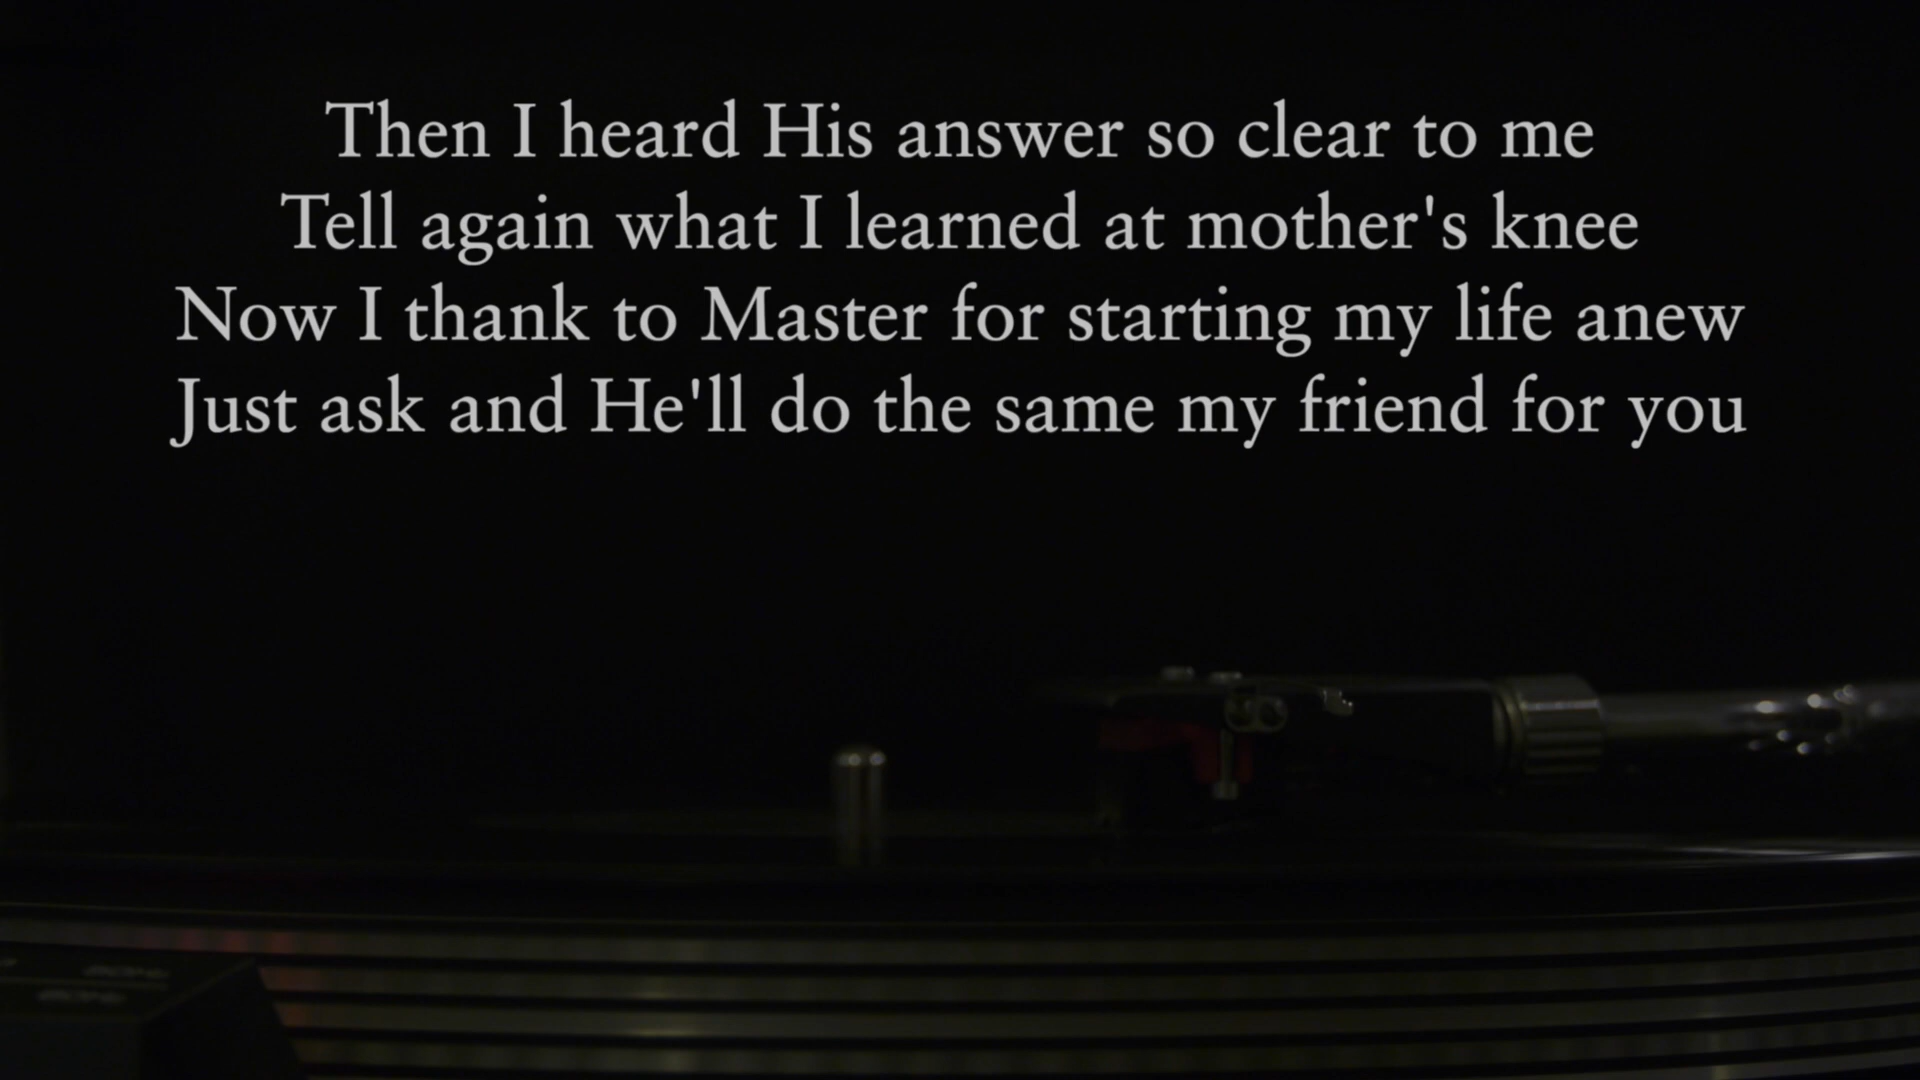 Then I heard His answer so clear to me
Tell again what I learned at mother's knee
Now I thank to Master for starting my life anew
Just ask and He'll do the same my friend for you